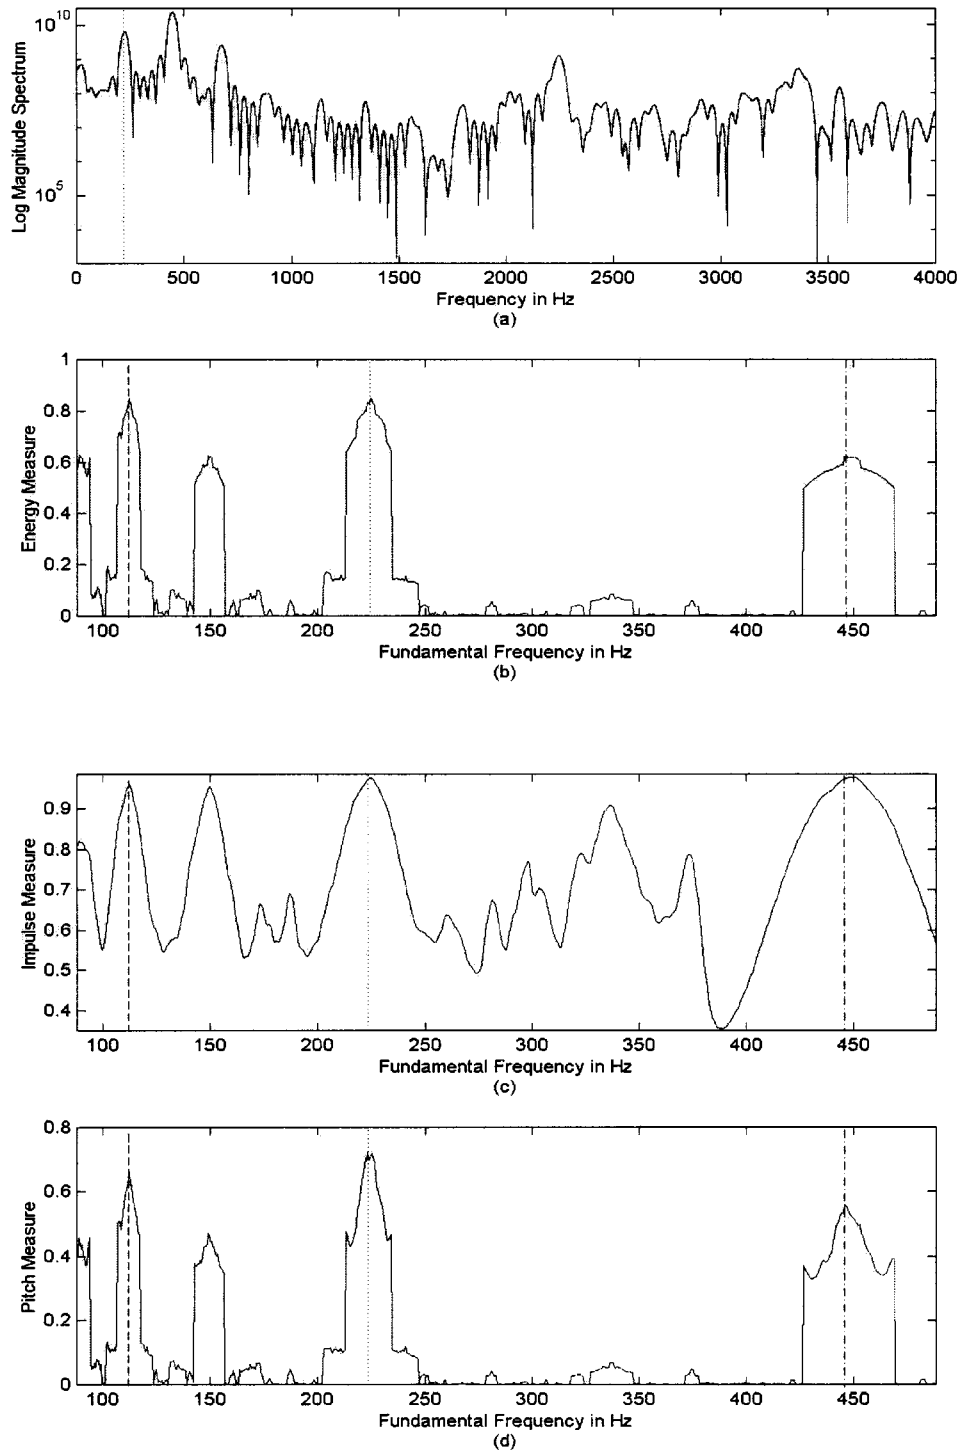 10^10
10^5
Log Magnitude Spectrum
0 500 1000 1500 2000 2500 3000 3500 4000
Frequency in Hz
(a)
1
0.8
0.6
0.4
0.2
0
Energy Measure
100 150 200 250 300 350 400 450
Fundamental Frequency in Hz
(b)
0.9
0.8
0.7
0.6
0.5
0.4
Impulse Measure
100 150 200 250 300 350 400 450
Fundamental Frequency in Hz
(c)
0.8
0.6
0.4
0.2
0
Pitch Measure
100 150 200 250 300 350 400 450
Fundamental Frequency in Hz
(d)